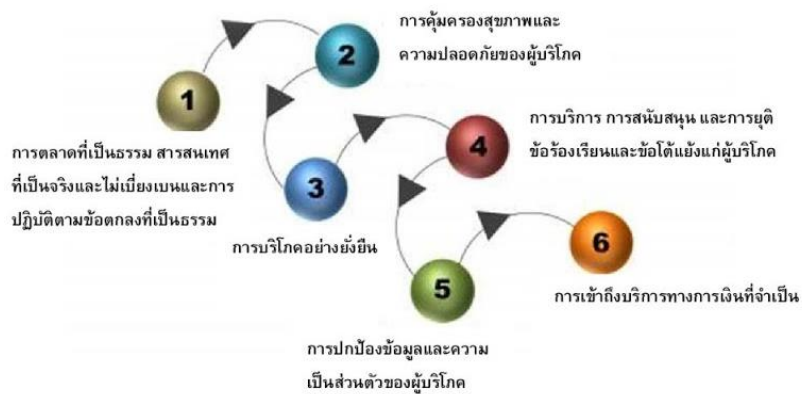 1
การตลาดที่เป็นธรรม สารสนเทศ
ที่เป็นจริงและไม่เบี่ยงเบนและการ
ปฏิบัติตามข้อตกลงที่เป็นธรรม
2
การคุ้มครองสุขภาพและ
ความปลอดภัยของผู้บริโภค
3
การบริโภคอย่างยั่งยืน
4
การบริการ การสนับสนุน และการยุติ
ข้อร้องเรียนและข้อโต้แย้งแก่ผู้บริโภค
5
การปกป้องข้อมูลและความ
เป็นส่วนตัวของผู้บริโภค
6
การเข้าถึงบริการทางการเงินที่จำเป็น